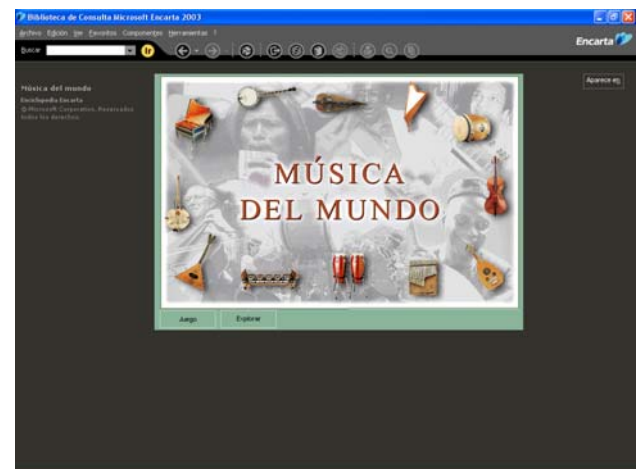 Biblioteca de Consulta Microsoft Encarta 2003
Archivo Edición Ver Favoritos Componentes Herramientas ?
Buscar Ir
Encarta
Aparece en
Música del mundo
Enciclopedia Encarta
© Microsoft Corporation. Reservados
todos los derechos.
MÚSICA
DEL MUNDO
Juego Explorar